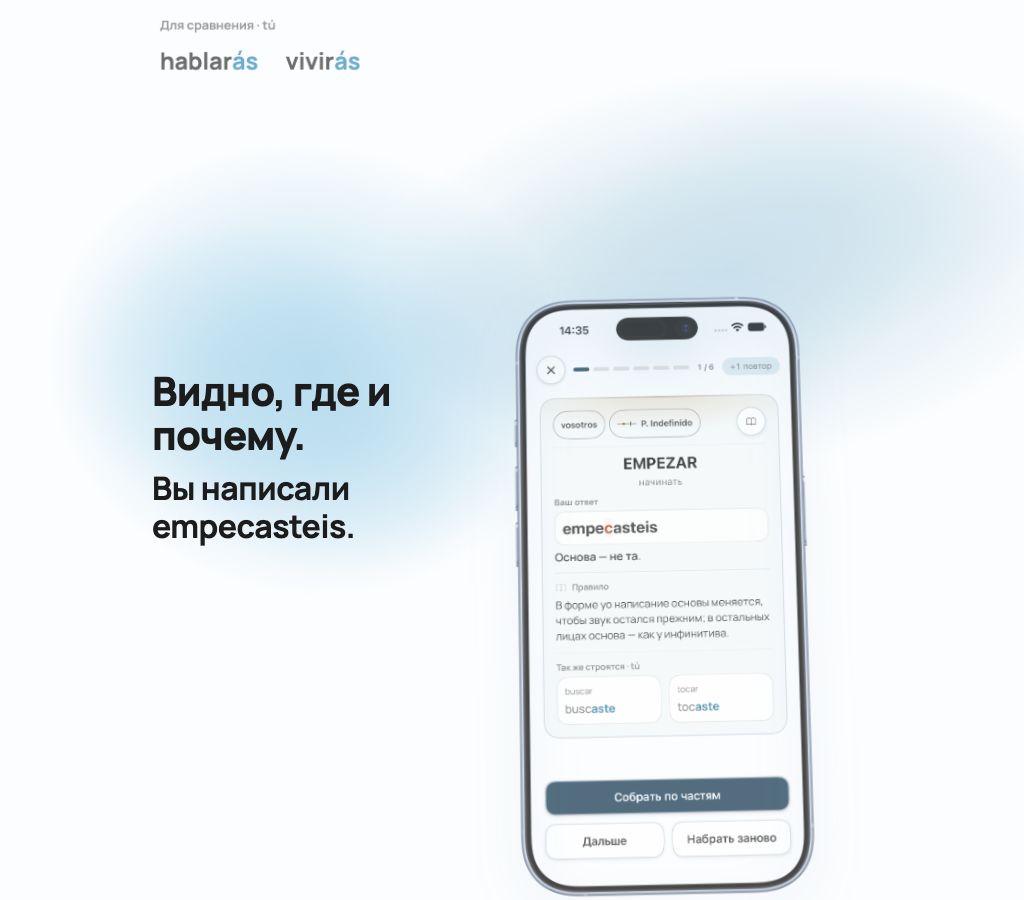 Для сравнения · tú
hablarás vivirás
Видно, где и
почему.
Вы написали
empecasteis.
14:35
1 / 6
+1 повтор
vosotros
P. Indefinido
EMPEZAR
начинать
Ваш ответ
empecasteis
Основа — не та.
Правило
В форме yo написание основы меняется,
чтобы звук остался прежним; в остальных
лицах основа — как у инфинитива.
Так же строятся · tú
buscar
buscaste
tocar
tocaste
Собрать по частям
Дальше
Набрать заново